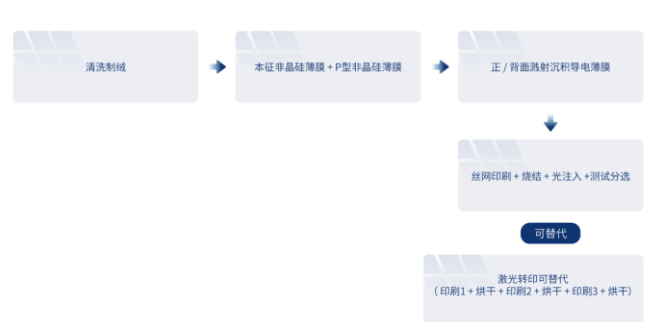 清洗制绒
本征非晶硅薄膜 + P型非晶硅薄膜
正 / 背面溅射沉积导电薄膜
丝网印刷 + 烧结 + 光注入 +测试分选
可替代
激光转印可替代
（ 印刷1 + 烘干 + 印刷2 + 烘干 + 印刷3 + 烘干）